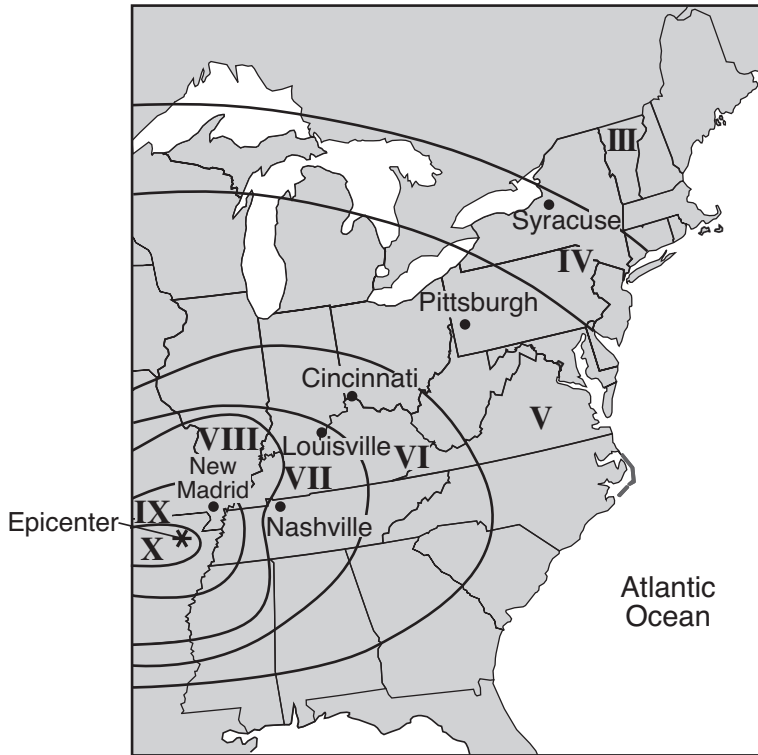 III
Syracuse
IV
Pittsburgh
Cincinnati
V
VIII
Louisville
VI
New
Madrid
VII
IX
Nashville
Epicenter
X
Atlantic
Ocean